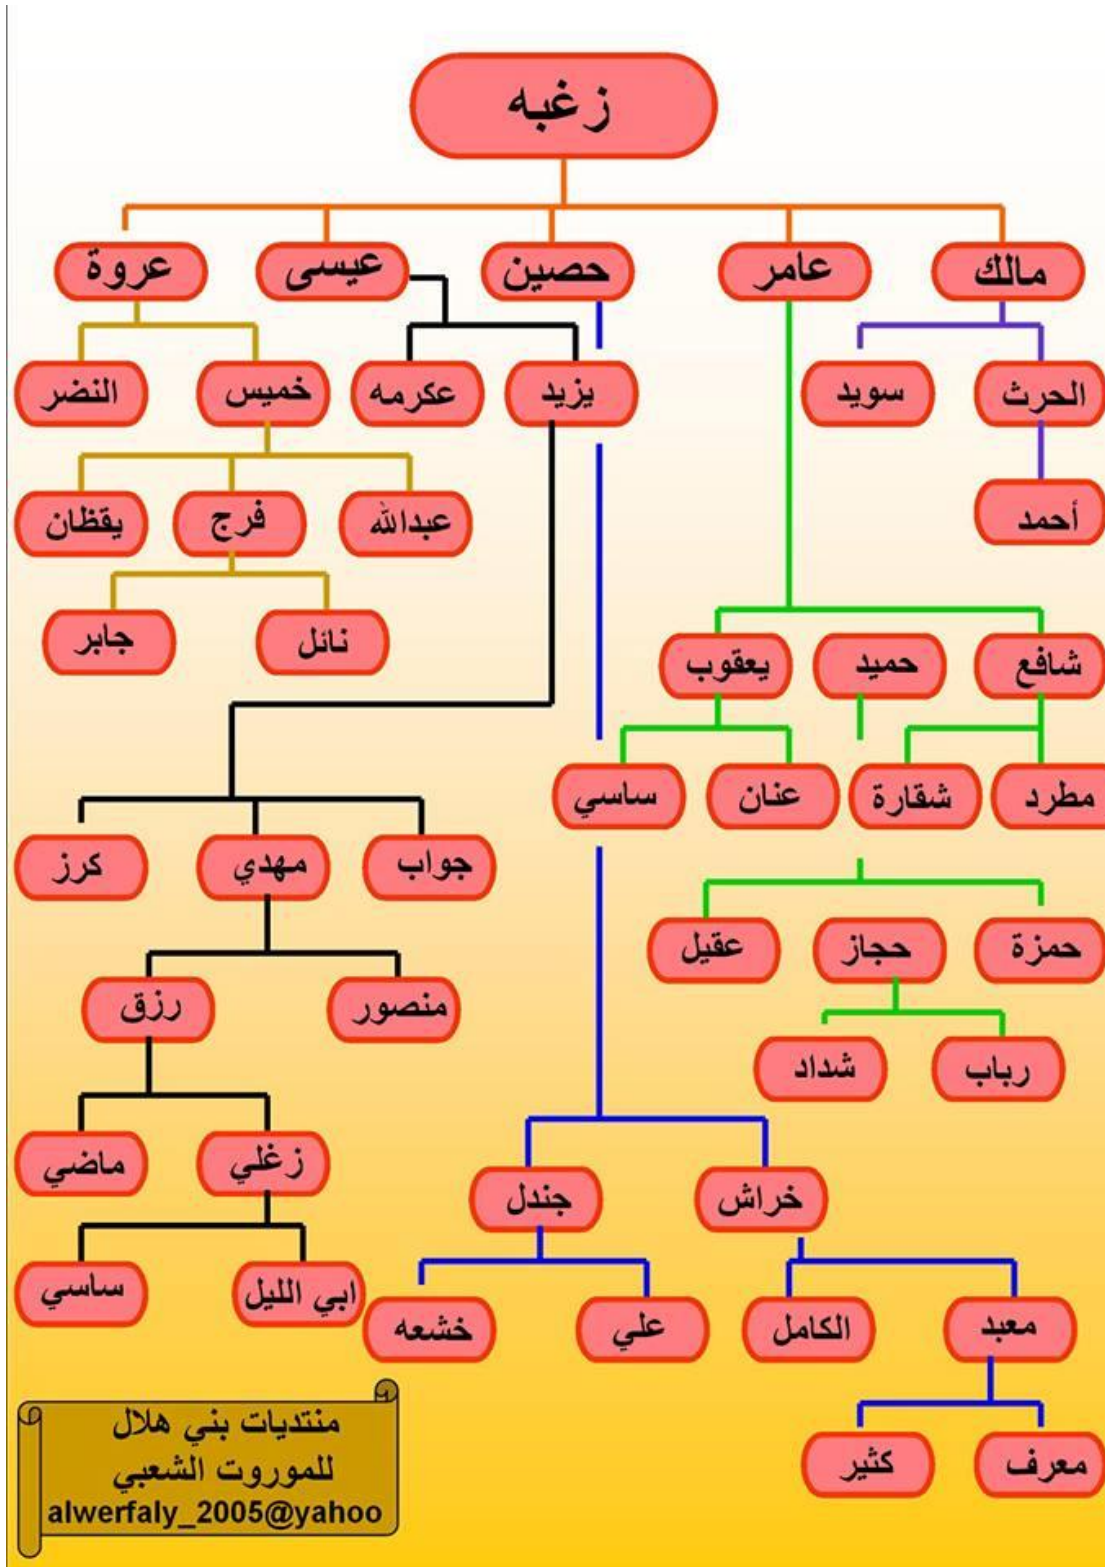 زغبه
مالك
عامر
حصين
عيسى
عروة
الحرث
سويد
يزيد
عكرمه
خميس
النضر
أحمد
عبدالله
فرج
يقظان
نائل
جابر
شافع
حميد
يعقوب
مطرد
شقارة
عنان
ساسي
جواب
مهدي
كرز
حمزة
حجاز
عقيل
منصور
رزق
رباب
شداد
زغلي
ماضي
خراش
جندل
ابي الليل
ساسي
معبد
الكامل
علي
خشعه
معرف
كثير
منتديات بني هلال
للموروت الشعبي
alwerfaly_2005@yahoo